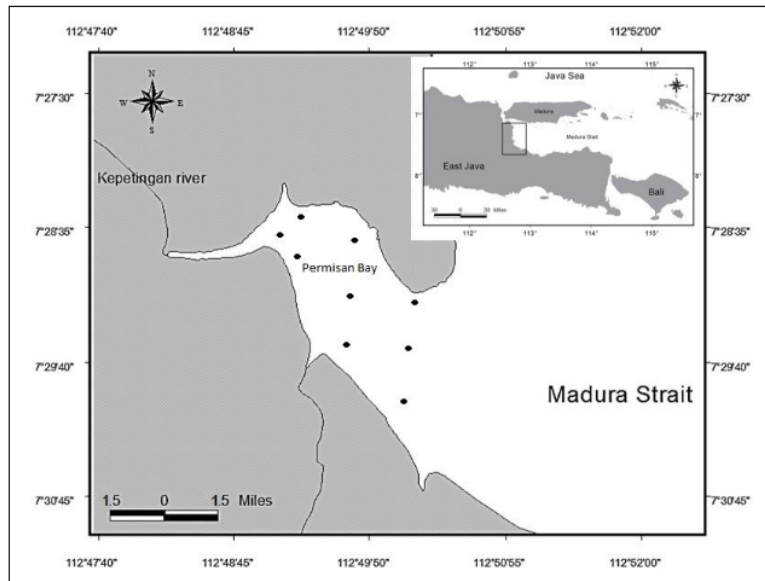 112°47'40" 112°48'45" 112°49'50" 112°50'55" 112°52'00"
7°27'30" 7°27'30"
N
W E
S
112° 113° 114° 115°
Java Sea
Madura
7° 7°
Madura Strait
East Java
8° 8°
Bali
Miles
112° 113° 114° 115°
Kepetingan river
7°28'35" 7°28'35"
Permisan Bay
7°29'40" 7°29'40"
Madura Strait
7°30'45" 7°30'45"
1.5 0 1.5 Miles
112°47'40" 112°48'45" 112°49'50" 112°50'55" 112°52'00"